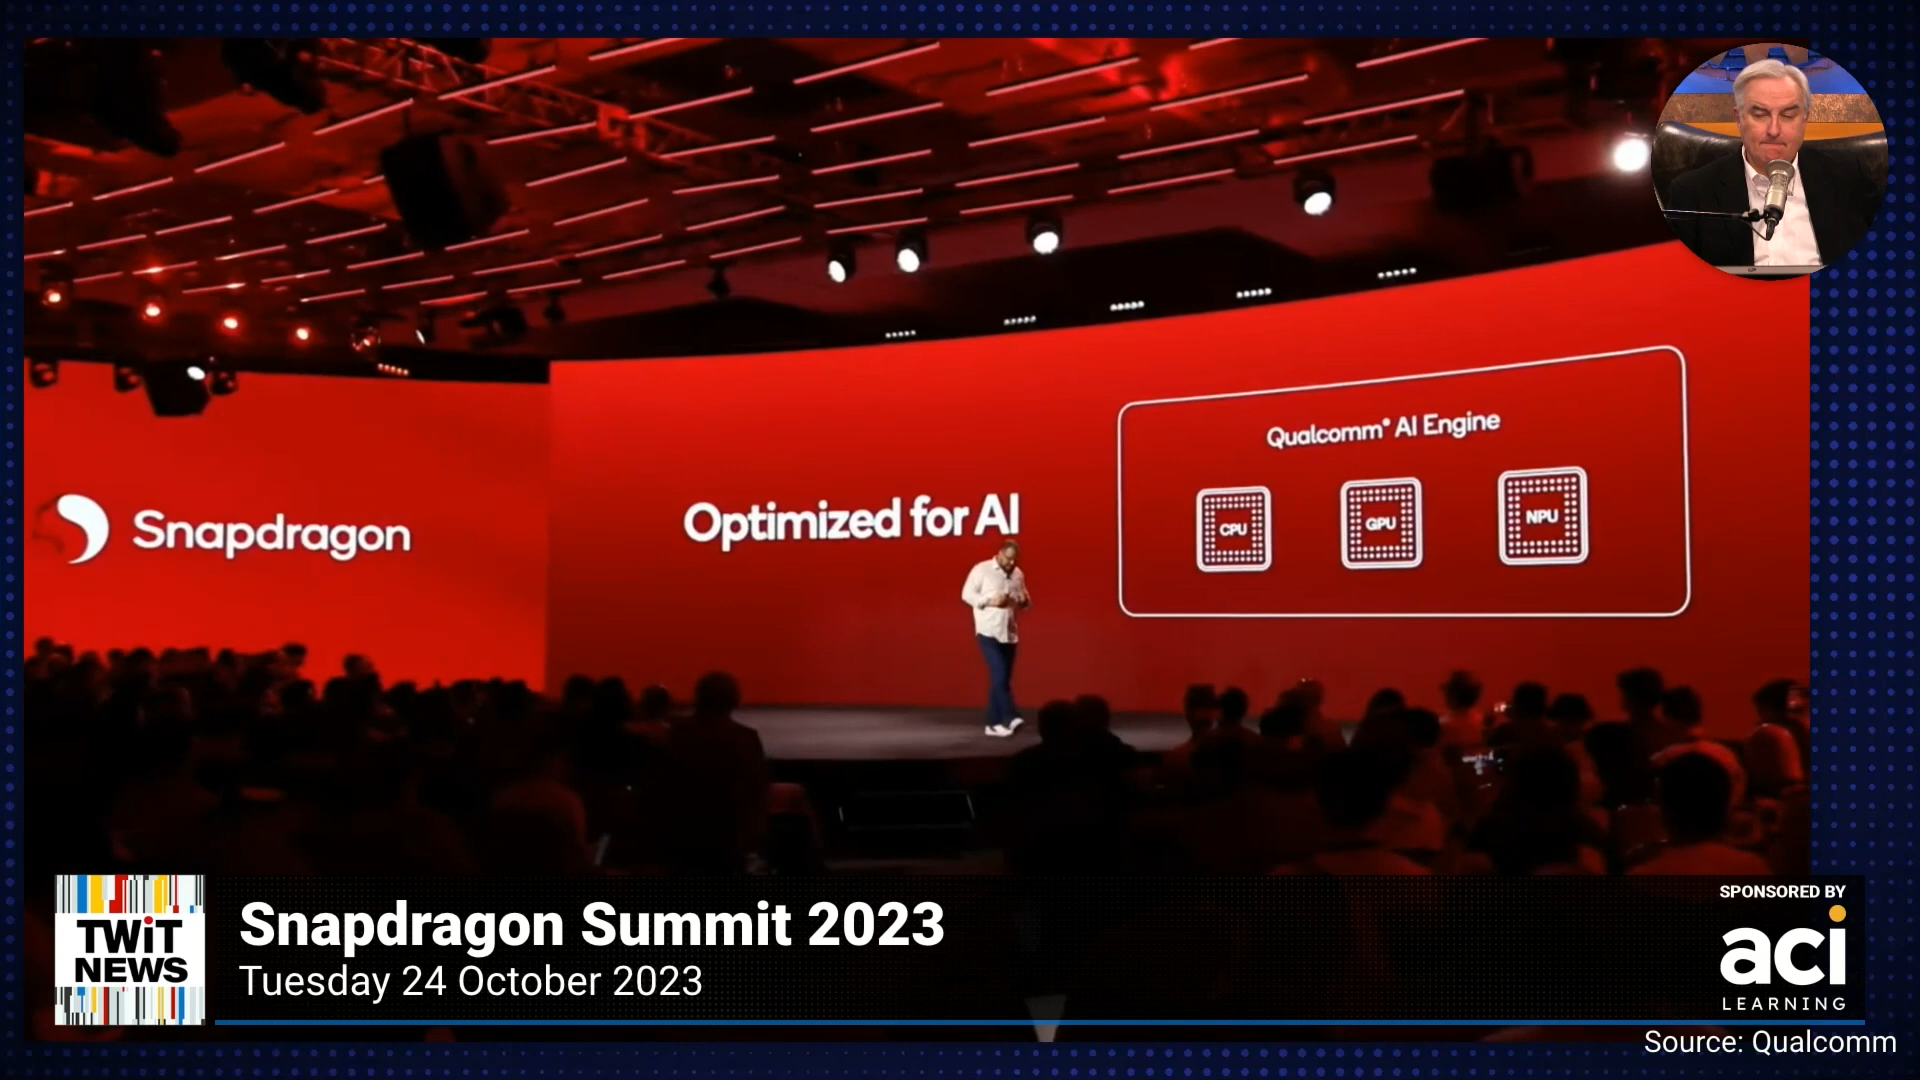 Snapdragon
Optimized for AI
Qualcomm® AI Engine
CPU
GPU
NPU
TWiT
NEWS
Snapdragon Summit 2023
Tuesday 24 October 2023
SPONSORED BY
aci
LEARNING
Source: Qualcomm